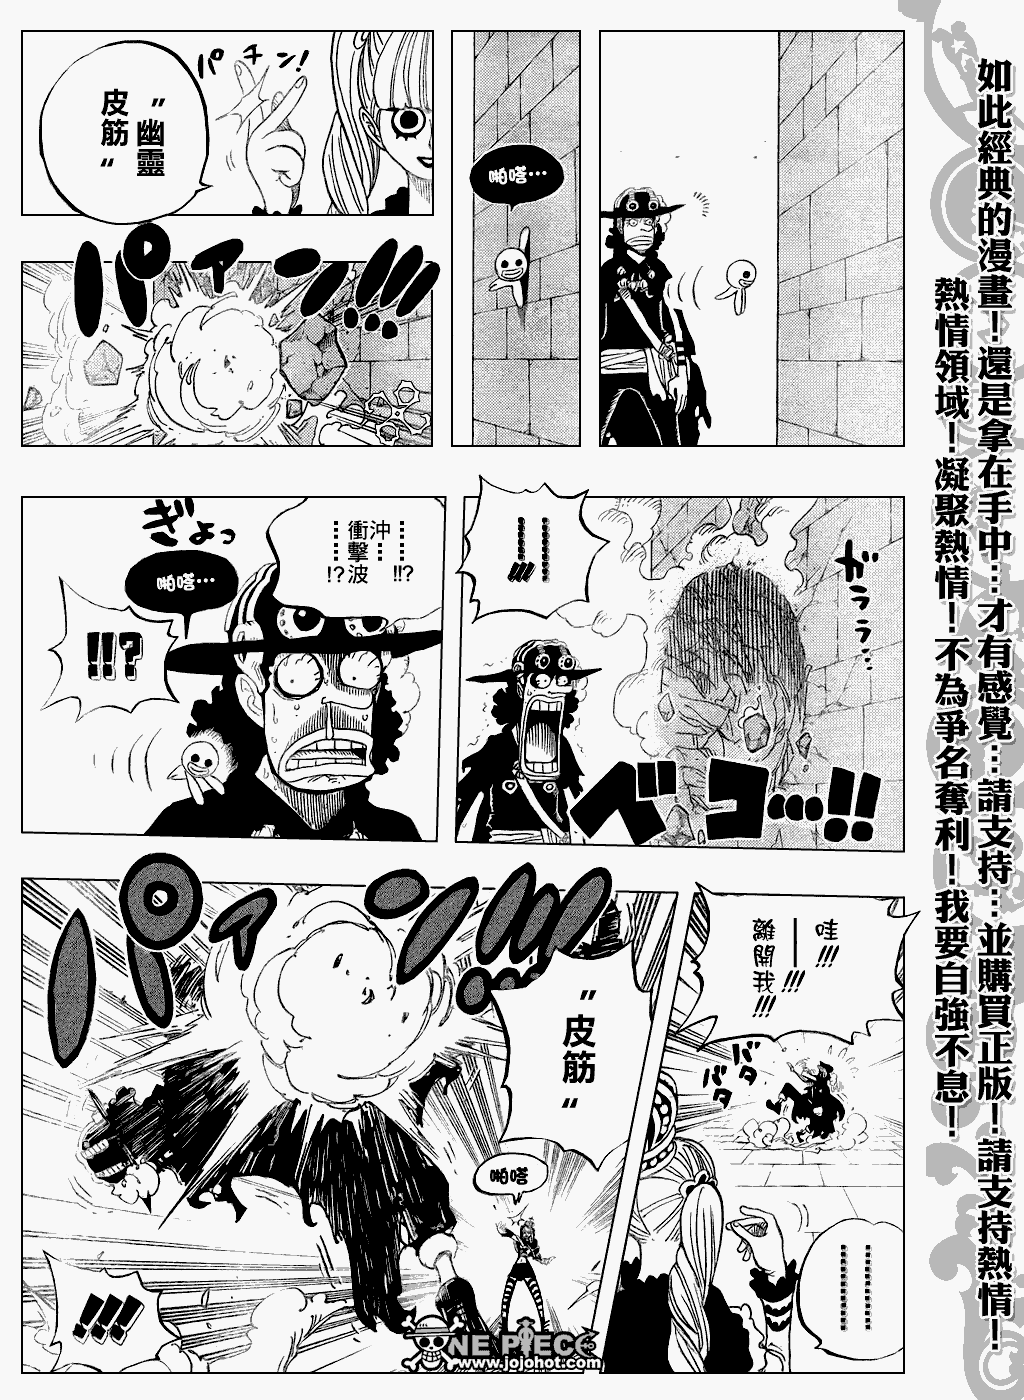 如此經典的漫畫！還是拿在手中…才有感覺…請支持…並購買正版！請支持熱情！
熱情領域！凝聚熱情！不為爭名奪利！我要自強不息！
啪嗒…
パチン!
"幽靈
皮筋"
パァン!!!
……!!!
ガララ…
ベコ…!!
……沖……!!?
衝擊波
……!?
ぎょっ
啪嗒…
!!?
哇
——!!!
離開我!!!
バタバタ
…………
"皮筋"
啪嗒
パァン!!!
!!!!
ONE PIECE
www.jojohot.com